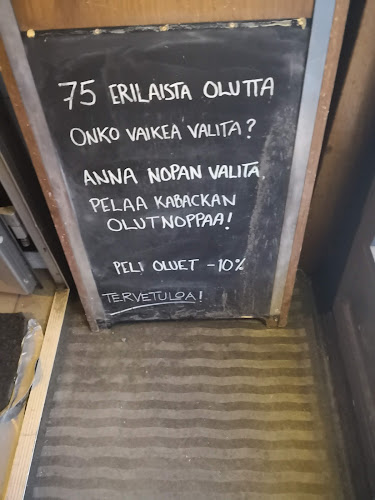 75 ERILAISTA OLUTTA
ONKO VAIKEA VALITA?
ANNA NOPAN VALITA
PELAA KABACKAN
OLUTNOPPAA!
PELI OLUET -10%
TERVETULOA!